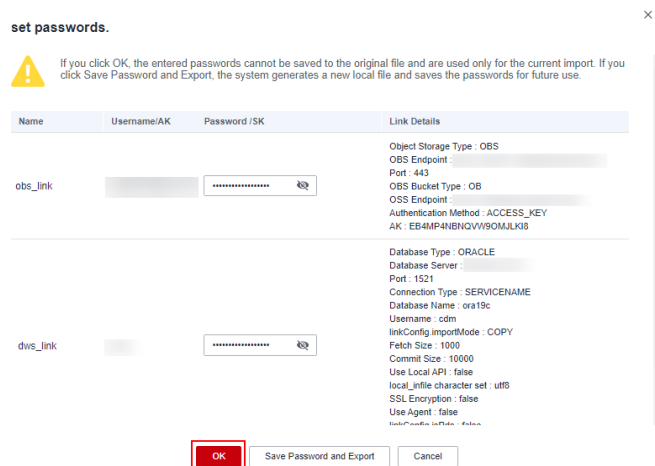 set passwords.
If you click OK, the entered passwords cannot be saved to the original file and are used only for the current import. If you
click Save Password and Export, the system generates a new local file and saves the passwords for future use.
Name Username/AK Password /SK Link Details
obs_link
Object Storage Type : OBS
OBS Endpoint :
Port : 443
OBS Bucket Type : OB
OSS Endpoint :
Authentication Method : ACCESS_KEY
AK : EB4MP4NBNQVW9OMJLKI8
dws_link
Database Type : ORACLE
Database Server :
Port : 1521
Connection Type : SERVICENAME
Database Name : ora19c
Username : cdm
linkConfig.importMode : COPY
Fetch Size : 1000
Commit Size : 10000
Use Local API : false
local_infile character set : utf8
SSL Encryption : false
Use Agent : false
linkConfig.isRds : false
OK Save Password and Export Cancel